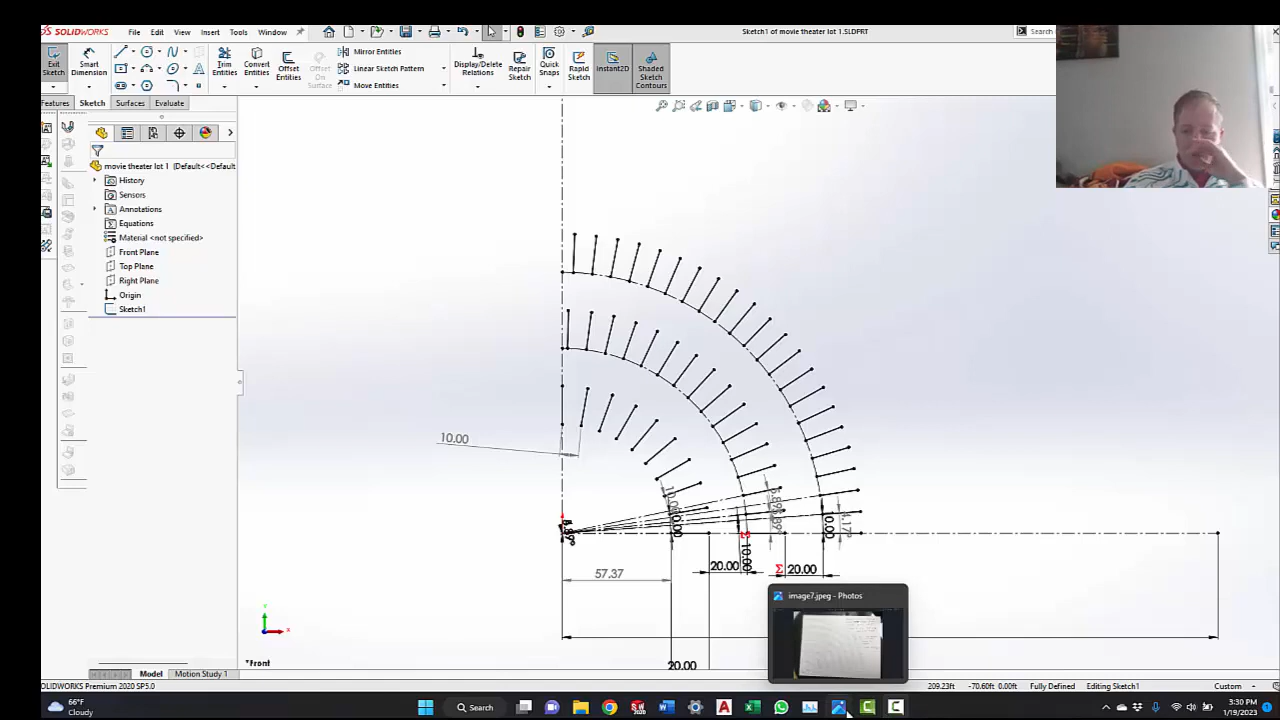 SOLIDWORKS
File Edit View Insert Tools Window
Sketch1 of movie theater lot 1.SLDPRT
Search
Exit Sketch
Smart Dimension
Trim Entities
Convert Entities
Offset Entities
Offset On Surface
Mirror Entities
Linear Sketch Pattern
Move Entities
Display/Delete Relations
Repair Sketch
Quick Snaps
Rapid Sketch
Instant2D
Shaded Sketch Contours
Features Sketch Surfaces Evaluate
movie theater lot 1 (Default<<Default
History
Sensors
Annotations
Equations
Material <not specified>
Front Plane
Top Plane
Right Plane
Origin
Sketch1
10.00
10.00
10.00
20.00
20.00
57.37
20.00
Y
X
*Front
image7.jpeg - Photos
Model Motion Study 1
SOLIDWORKS Premium 2020 SP5.0
209.23ft -70.60ft 0.00ft Fully Defined Editing Sketch1 Custom
66°F
Cloudy
Search
3:30 PM
1/19/2023